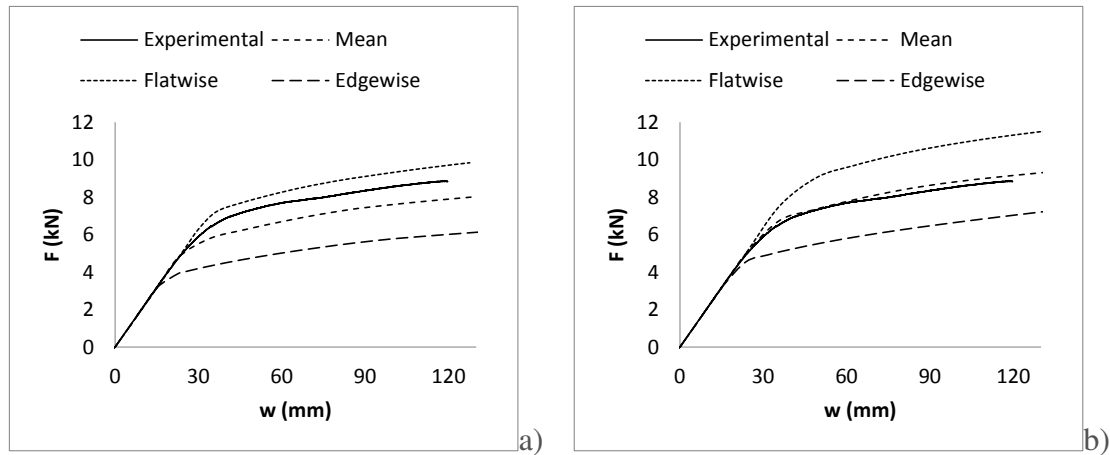 Experimental
Mean
Flatwise
Edgewise
12
10
8
6
4
2
0
F (kN)
0 30 60 90 120
w (mm)
a)
Experimental
Mean
Flatwise
Edgewise
12
10
8
6
4
2
0
F (kN)
0 30 60 90 120
w (mm)
b)